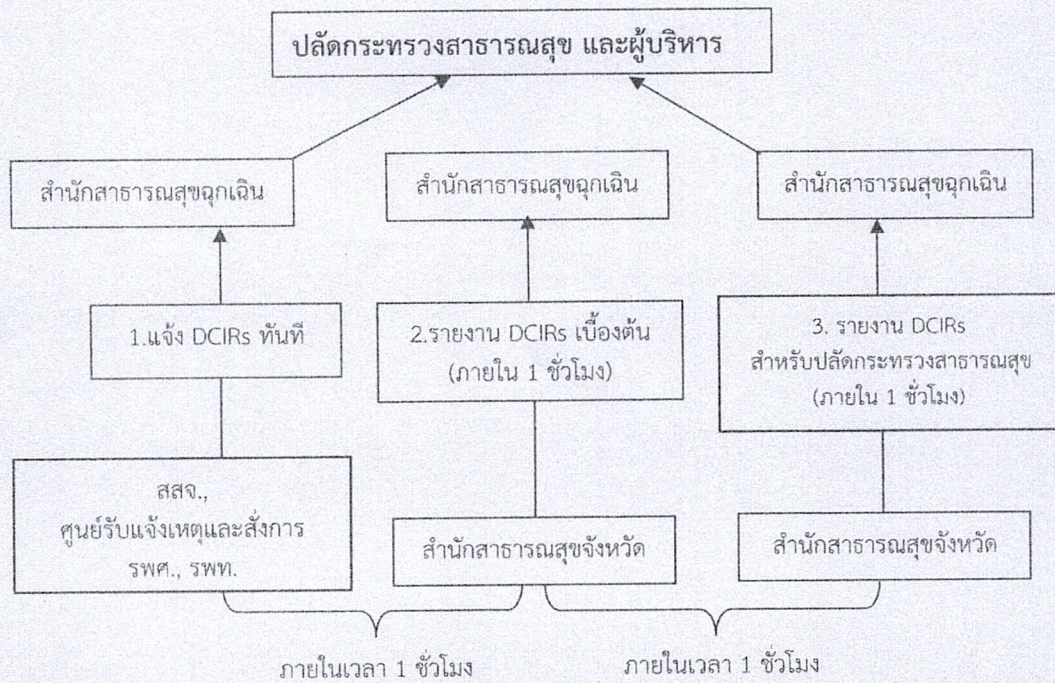 ปลัดกระทรวงสาธารณสุข และผู้บริหาร
สำนักสาธารณสุขฉุกเฉิน
สำนักสาธารณสุขฉุกเฉิน
สำนักสาธารณสุขฉุกเฉิน
1.แจ้ง DCIRs ทันที
2.รายงาน DCIRs เบื้องต้น
(ภายใน 1 ชั่วโมง)
3. รายงาน DCIRs
สำหรับปลัดกระทรวงสาธารณสุข
(ภายใน 1 ชั่วโมง)
สสจ.,
ศูนย์รับแจ้งเหตุและสั่งการ
รพศ., รพท.
สำนักสาธารณสุขจังหวัด
สำนักสาธารณสุขจังหวัด
ภายในเวลา 1 ชั่วโมง
ภายในเวลา 1 ชั่วโมง